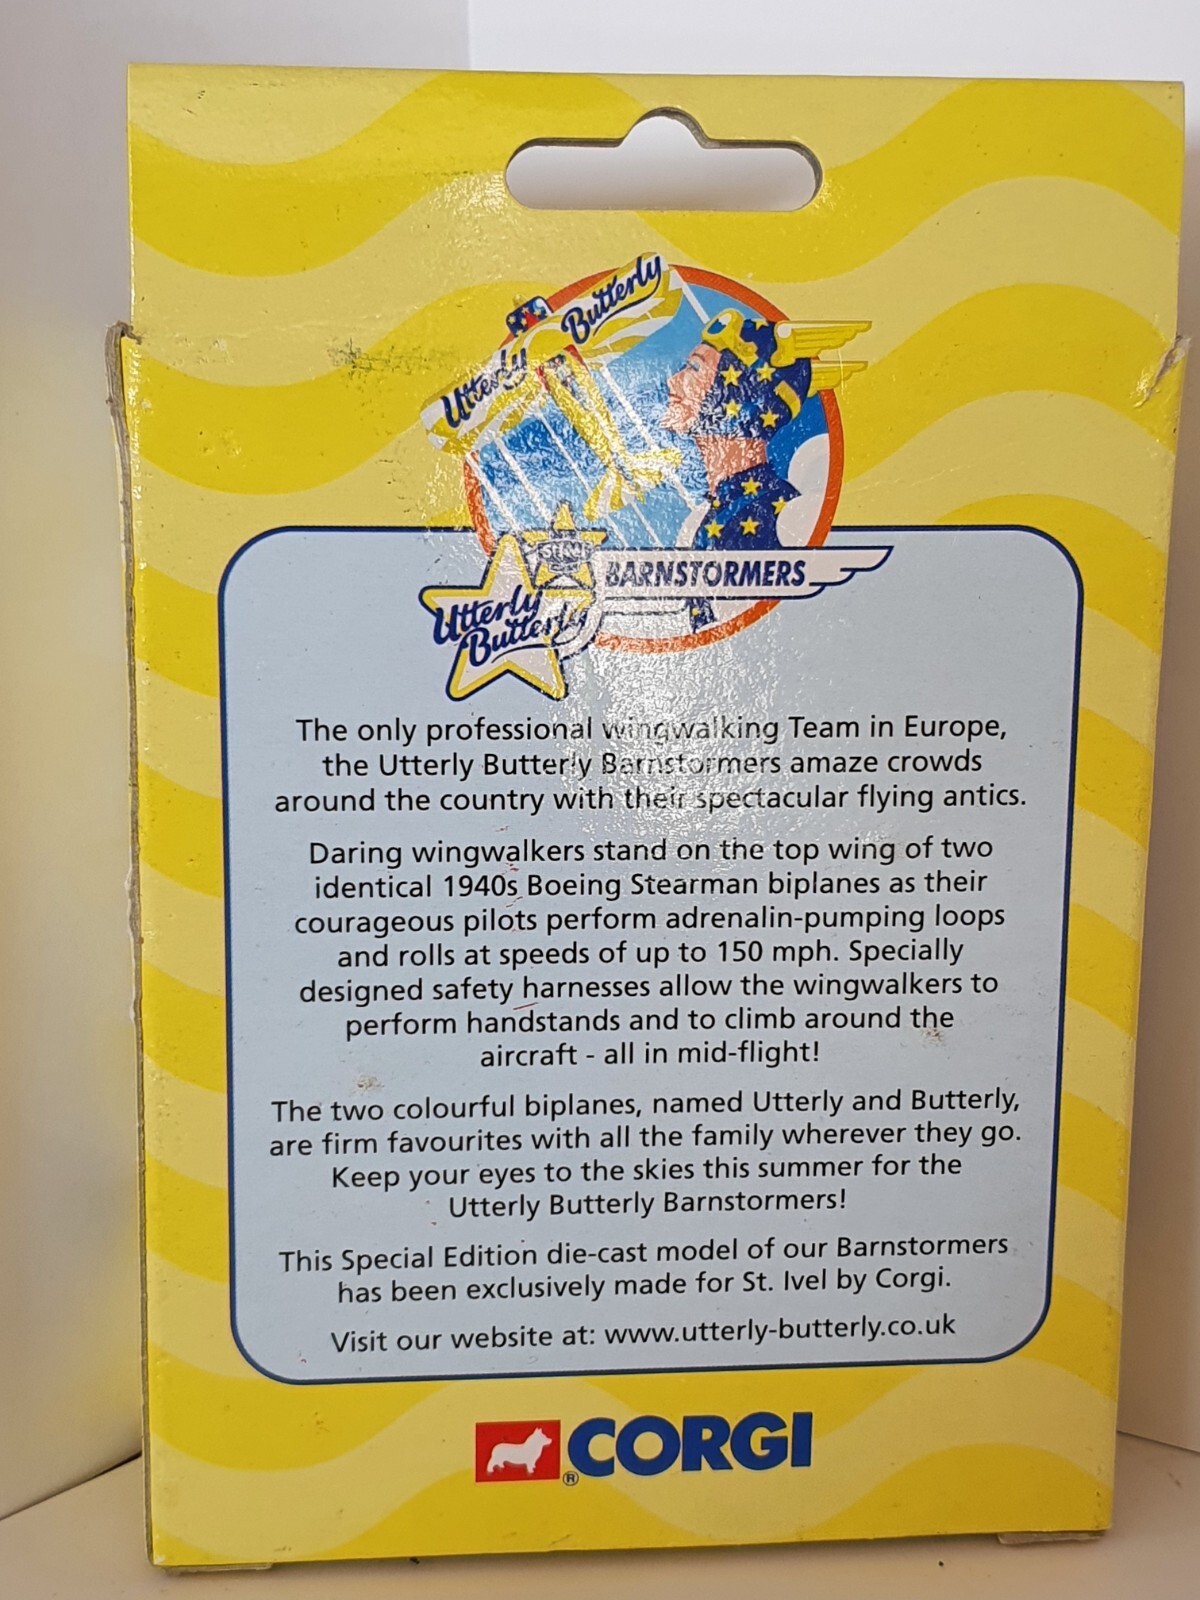 Utterly Butterly
St. Ivel
BARNSTORMERS
Utterly
Butterly
The only professional wingwalking Team in Europe,
the Utterly Butterly Barnstormers amaze crowds
around the country with their spectacular flying antics.
Daring wingwalkers stand on the top wing of two
identical 1940s Boeing Stearman biplanes as their
courageous pilots perform adrenalin-pumping loops
and rolls at speeds of up to 150 mph. Specially
designed safety harnesses allow the wingwalkers to
perform handstands and to climb around the
aircraft - all in mid-flight!
The two colourful biplanes, named Utterly and Butterly,
are firm favourites with all the family wherever they go.
Keep your eyes to the skies this summer for the
Utterly Butterly Barnstormers!
This Special Edition die-cast model of our Barnstormers
has been exclusively made for St. Ivel by Corgi.
Visit our website at: www.utterly-butterly.co.uk
® CORGI